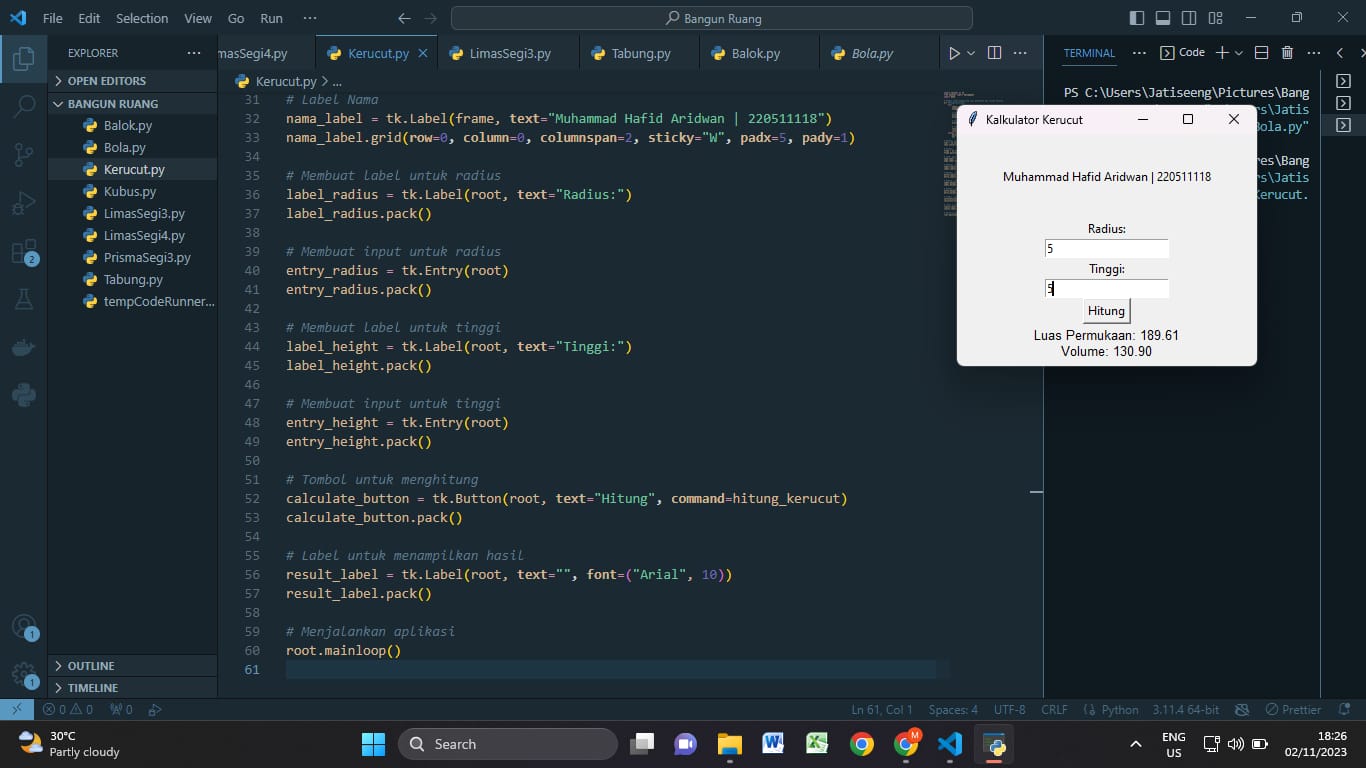 File Edit Selection View Go Run ··· Bangun Ruang
EXPLORER
OPEN EDITORS
BANGUN RUANG
Balok.py
Bola.py
Kerucut.py
Kubus.py
LimasSegi3.py
LimasSegi4.py
PrismaSegi3.py
Tabung.py
tempCodeRunner...
OUTLINE
TIMELINE
masSegi4.py Kerucut.py LimasSegi3.py Tabung.py Balok.py Bola.py
Kerucut.py > ...
31 # Label Nama
32 nama_label = tk.Label(frame, text="Muhammad Hafid Aridwan | 220511118")
33 nama_label.grid(row=0, column=0, columnspan=2, sticky="W", padx=5, pady=1)
34
35 # Membuat label untuk radius
36 label_radius = tk.Label(root, text="Radius:")
37 label_radius.pack()
38
39 # Membuat input untuk radius
40 entry_radius = tk.Entry(root)
41 entry_radius.pack()
42
43 # Membuat label untuk tinggi
44 label_height = tk.Label(root, text="Tinggi:")
45 label_height.pack()
46
47 # Membuat input untuk tinggi
48 entry_height = tk.Entry(root)
49 entry_height.pack()
50
51 # Tombol untuk menghitung
52 calculate_button = tk.Button(root, text="Hitung", command=hitung_kerucut)
53 calculate_button.pack()
54
55 # Label untuk menampilkan hasil
56 result_label = tk.Label(root, text="", font=("Arial", 10))
57 result_label.pack()
58
59 # Menjalankan aplikasi
60 root.mainloop()
61
TERMINAL ··· Code
PS C:\Users\Jatiseeng\Pictures\Bang
rs\Jatis
Bola.py"
rs\Bang
rs\Jatis
Kerucut.
Kalkulator Kerucut
Muhammad Hafid Aridwan | 220511118
Radius:
5
Tinggi:
5
Hitung
Luas Permukaan: 189.61
Volume: 130.90
2
1
1
0 0 0 Ln 61, Col 1 Spaces: 4 UTF-8 CRLF Python 3.11.4 64-bit Prettier
30°C
Partly cloudy
Search
M
ENG
US
18:26
02/11/2023